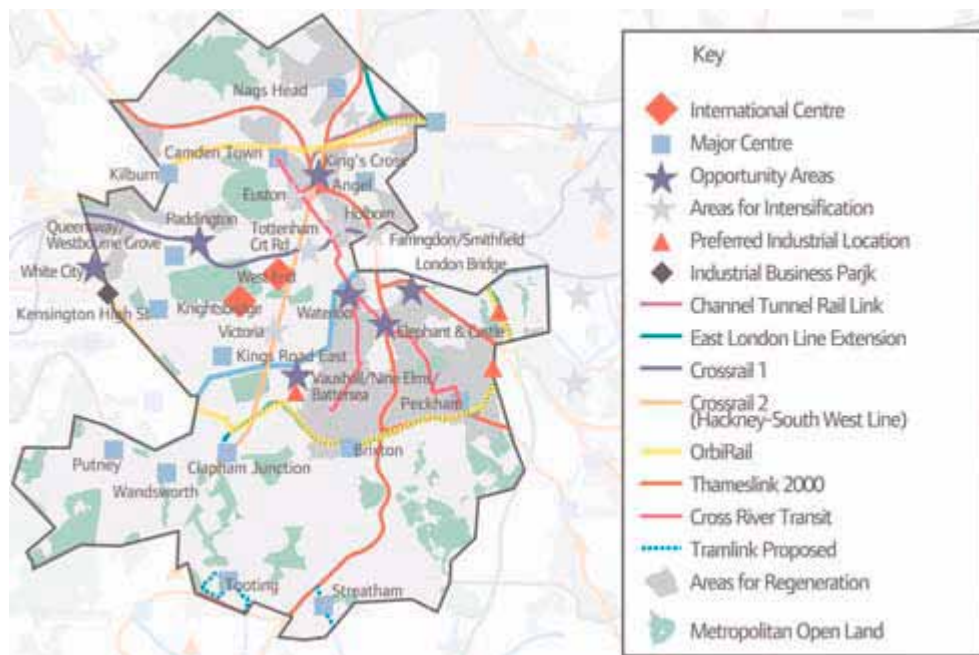 Nags Head
Camden Town
King's Cross
Kilburn
Angel
Euston
Paddington
Holborn
Queensway/
Westbourne Grove
Tottenham
Crt Rd
Farringdon/Smithfield
White City
West End
London Bridge
Kensington High St
Knightsbridge
Waterloo
Victoria
Elephant & Castle
Kings Road East
Vauxhall/Nine Elms/
Battersea
Peckham
Putney
Clapham Junction
Brixton
Wandsworth
Tooting
Streatham
Key
International Centre
Major Centre
Opportunity Areas
Areas for Intensification
Preferred Industrial Location
Industrial Business Parjk
Channel Tunnel Rail Link
East London Line Extension
Crossrail 1
Crossrail 2
(Hackney-South West Line)
OrbiRail
Thameslink 2000
Cross River Transit
Tramlink Proposed
Areas for Regeneration
Metropolitan Open Land